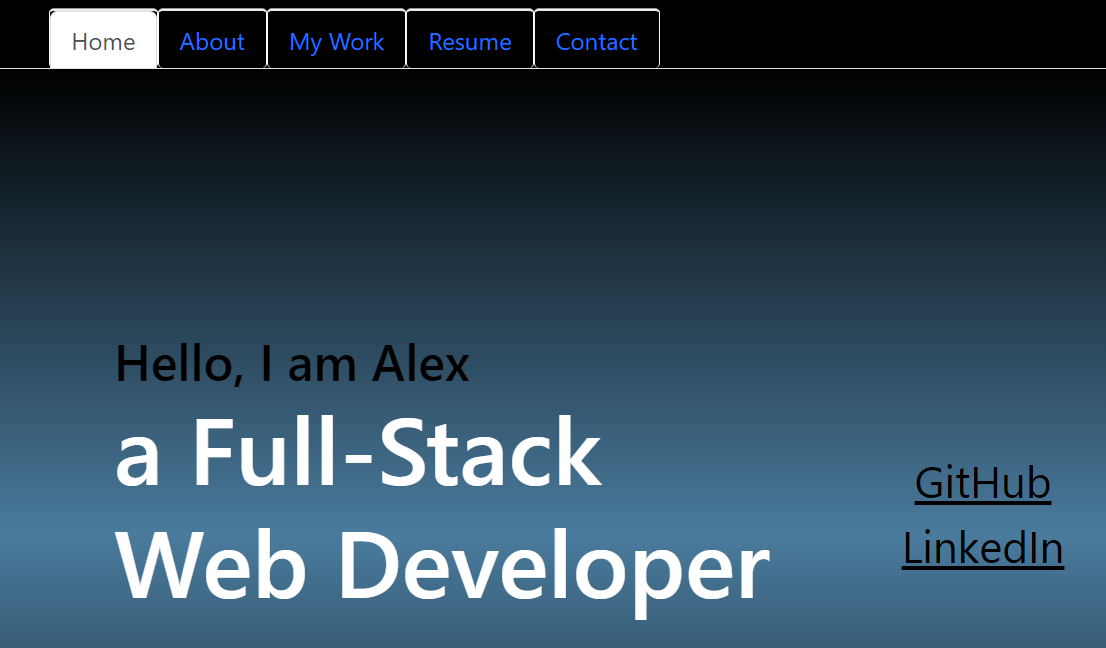 Home About My Work Resume Contact
Hello, I am Alex
a Full-Stack
Web Developer
GitHub
LinkedIn